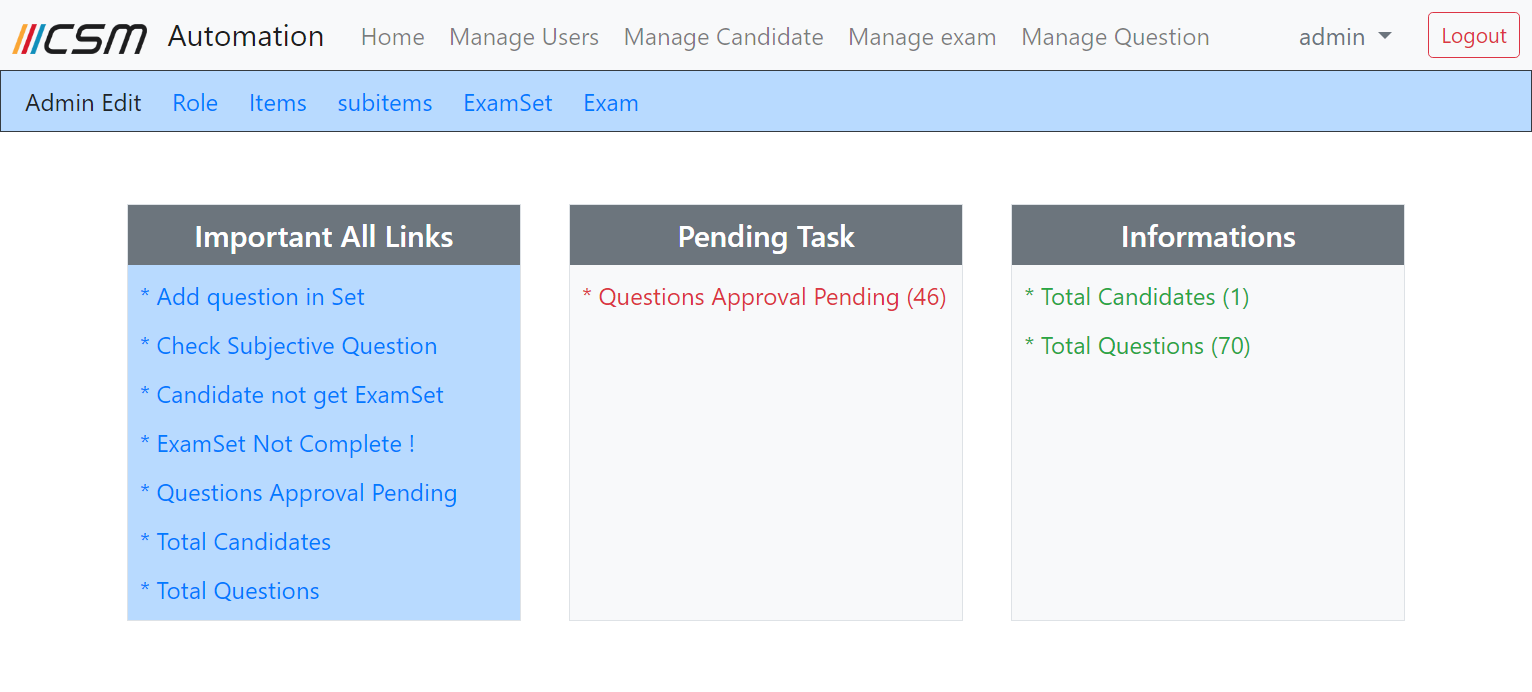 CSM Automation Home Manage Users Manage Candidate Manage exam Manage Question admin Logout
Admin Edit Role Items subitems ExamSet Exam
Important All Links
* Add question in Set
* Check Subjective Question
* Candidate not get ExamSet
* ExamSet Not Complete !
* Questions Approval Pending
* Total Candidates
* Total Questions
Pending Task
* Questions Approval Pending (46)
Informations
* Total Candidates (1)
* Total Questions (70)